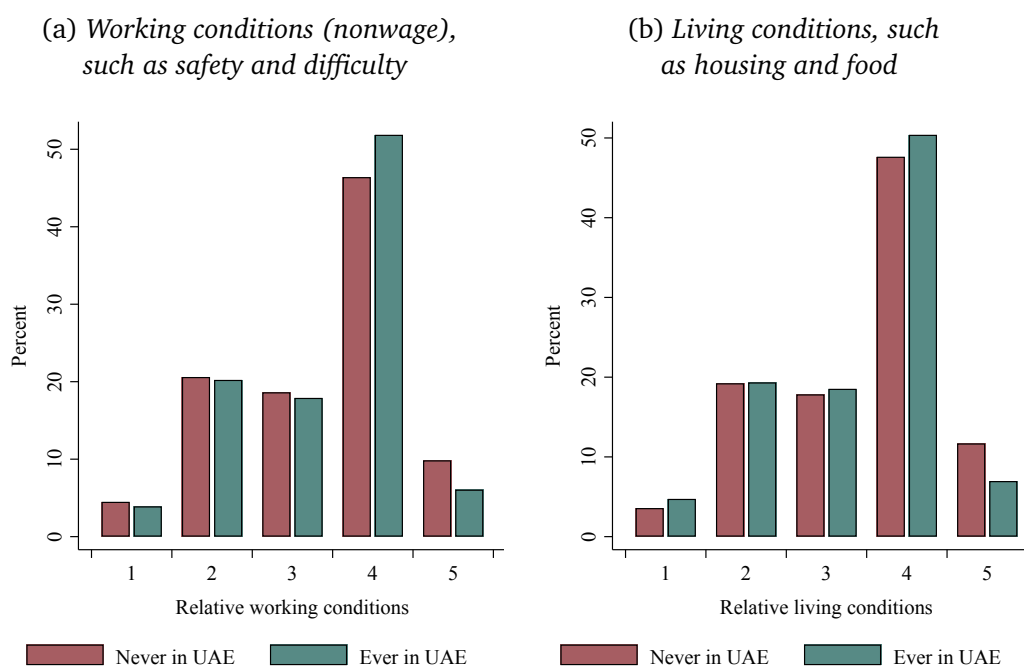 (a) Working conditions (nonwage),
such as safety and difficulty
Percent
50
40
30
20
10
0
1 2 3 4 5
Relative working conditions
Never in UAE Ever in UAE
(b) Living conditions, such
as housing and food
Percent
50
40
30
20
10
0
1 2 3 4 5
Relative living conditions
Never in UAE Ever in UAE